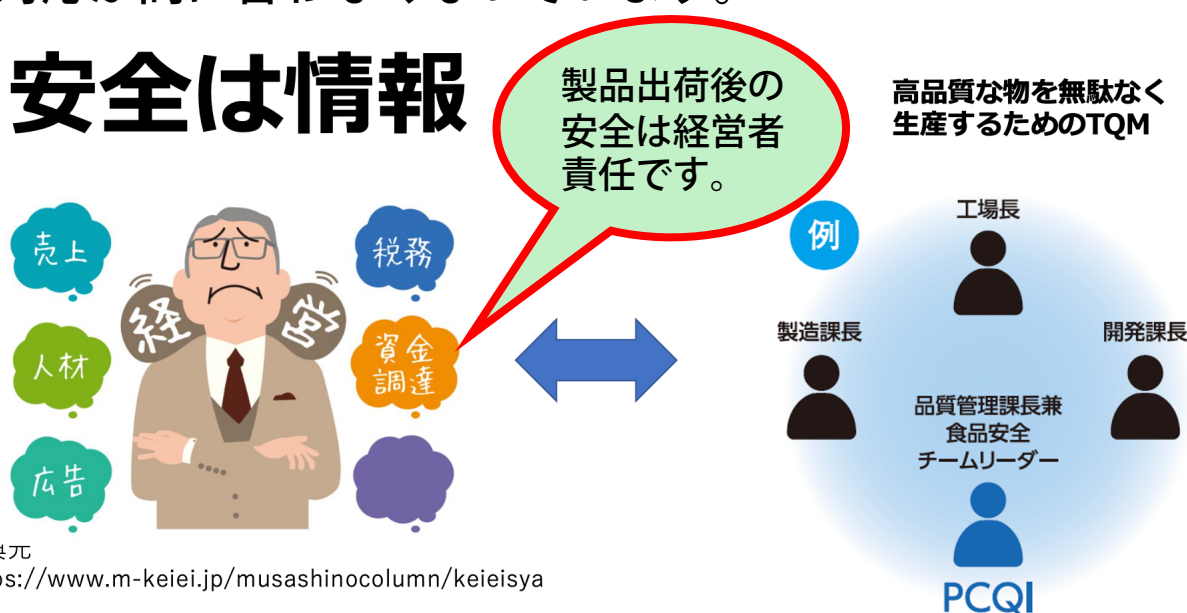 安全は情報
製品出荷後の
安全は経営者
責任です。
高品質な物を無駄なく
生産するためのTQM
売上
人材
広告
経営
税務
資金
調達
例
工場長
製造課長
開発課長
品質管理課長兼
食品安全
チームリーダー
PCQI
ps://www.m-keiei.jp/musashinocolumn/keieisya